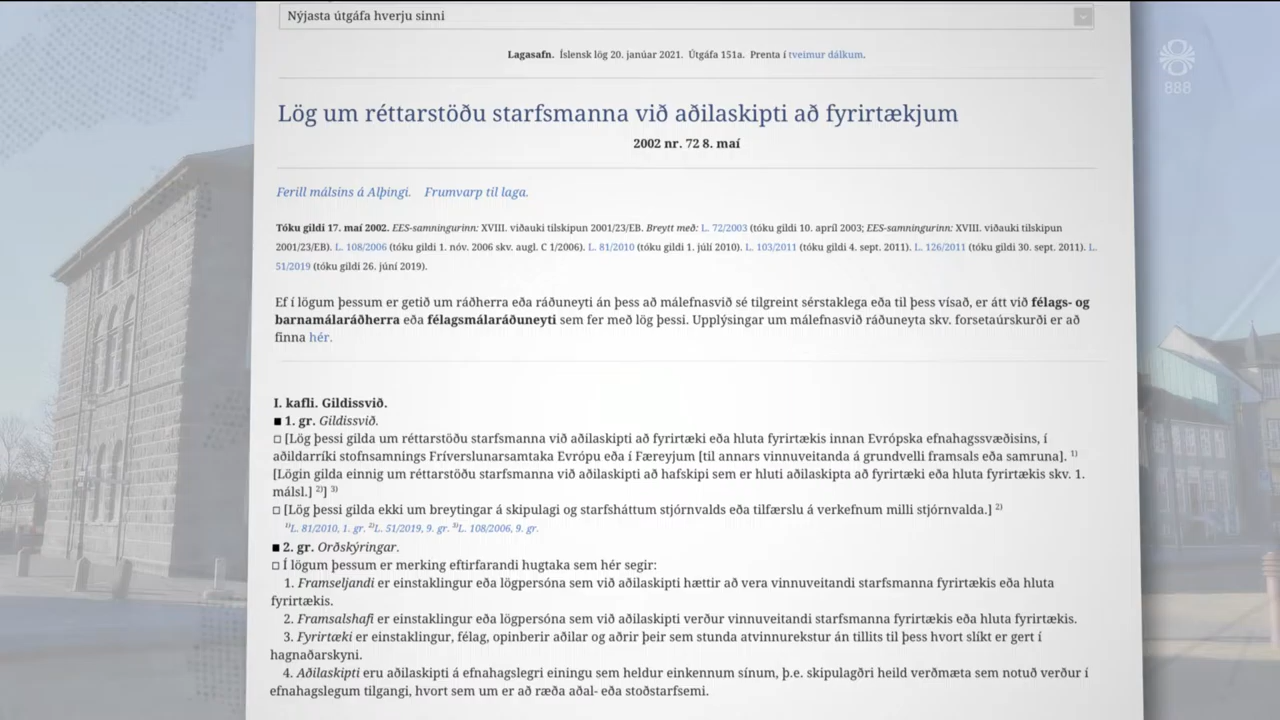 Nýjasta útgáfa hverju sinni
888
Lagasafn. Íslensk lög 20. janúar 2021. Útgáfa 151a. Prenta í tveimur dálkum.
Lög um réttarstöðu starfsmanna við aðilaskipti að fyrirtækjum
2002 nr. 72 8. maí
Ferill málsins á Alþingi. Frumvarp til laga.
Tóku gildi 17. maí 2002. EES-samningurinn: XVIII. viðauki tilskipun 2001/23/EB. Breytt með: L. 72/2003 (tóku gildi 10. apríl 2003; EES-samningurinn: XVIII. viðauki tilskipun
2001/23/EB). L. 108/2006 (tóku gildi 1. nóv. 2006 skv. augl. C 1/2006). L. 81/2010 (tóku gildi 1. júlí 2010). L. 103/2011 (tóku gildi 4. sept. 2011). L. 126/2011 (tóku gildi 30. sept. 2011). L.
51/2019 (tóku gildi 26. júní 2019).
Ef í lögum þessum er getið um ráðherra eða ráðuneyti án þess að málefnasvið sé tilgreint sérstaklega eða til þess vísað, er átt við félags- og
barnamálaráðherra eða félagsmálaráðuneyti sem fer með lög þessi. Upplýsingar um málefnasvið ráðuneyta skv. forsetaúrskurði er að
finna hér.
I. kafli. Gildissvið.
■ 1. gr. Gildissvið.
□ [Lög þessi gilda um réttarstöðu starfsmanna við aðilaskipti að fyrirtæki eða hluta fyrirtækis innan Evrópska efnahagssvæðisins, í
aðildarríki stofnsamnings Fríverslunarsamtaka Evrópu eða í Færeyjum [til annars vinnuveitanda á grundvelli framsals eða samruna]. 1)
[Lögin gilda einnig um réttarstöðu starfsmanna við aðilaskipti að hafskipi sem er hluti aðilaskipta að fyrirtæki eða hluta fyrirtækis skv. 1.
málsl.] 2)] 3)
□ [Lög þessi gilda ekki um breytingar á skipulagi og starfsháttum stjórnvalds eða tilfærslu á verkefnum milli stjórnvalda.] 2)
1)L. 81/2010, 1. gr. 2)L. 51/2019, 9. gr. 3)L. 108/2006, 9. gr.
■ 2. gr. Orðskýringar.
□ Í lögum þessum er merking eftirfarandi hugtaka sem hér segir:
1. Framseljandi er einstaklingur eða lögpersóna sem við aðilaskipti hættir að vera vinnuveitandi starfsmanna fyrirtækis eða hluta
fyrirtækis.
2. Framsalshafi er einstaklingur eða lögpersóna sem við aðilaskipti verður vinnuveitandi starfsmanna fyrirtækis eða hluta fyrirtækis.
3. Fyrirtæki er einstaklingur, félag, opinberir aðilar og aðrir þeir sem stunda atvinnurekstur án tillits til þess hvort slíkt er gert í
hagnaðarskyni.
4. Aðilaskipti eru aðilaskipti á efnahagslegri einingu sem heldur einkennum sínum, þ.e. skipulagðri heild verðmæta sem notuð verður í
efnahagslegum tilgangi, hvort sem um er að ræða aðal- eða stoðstarfsemi.